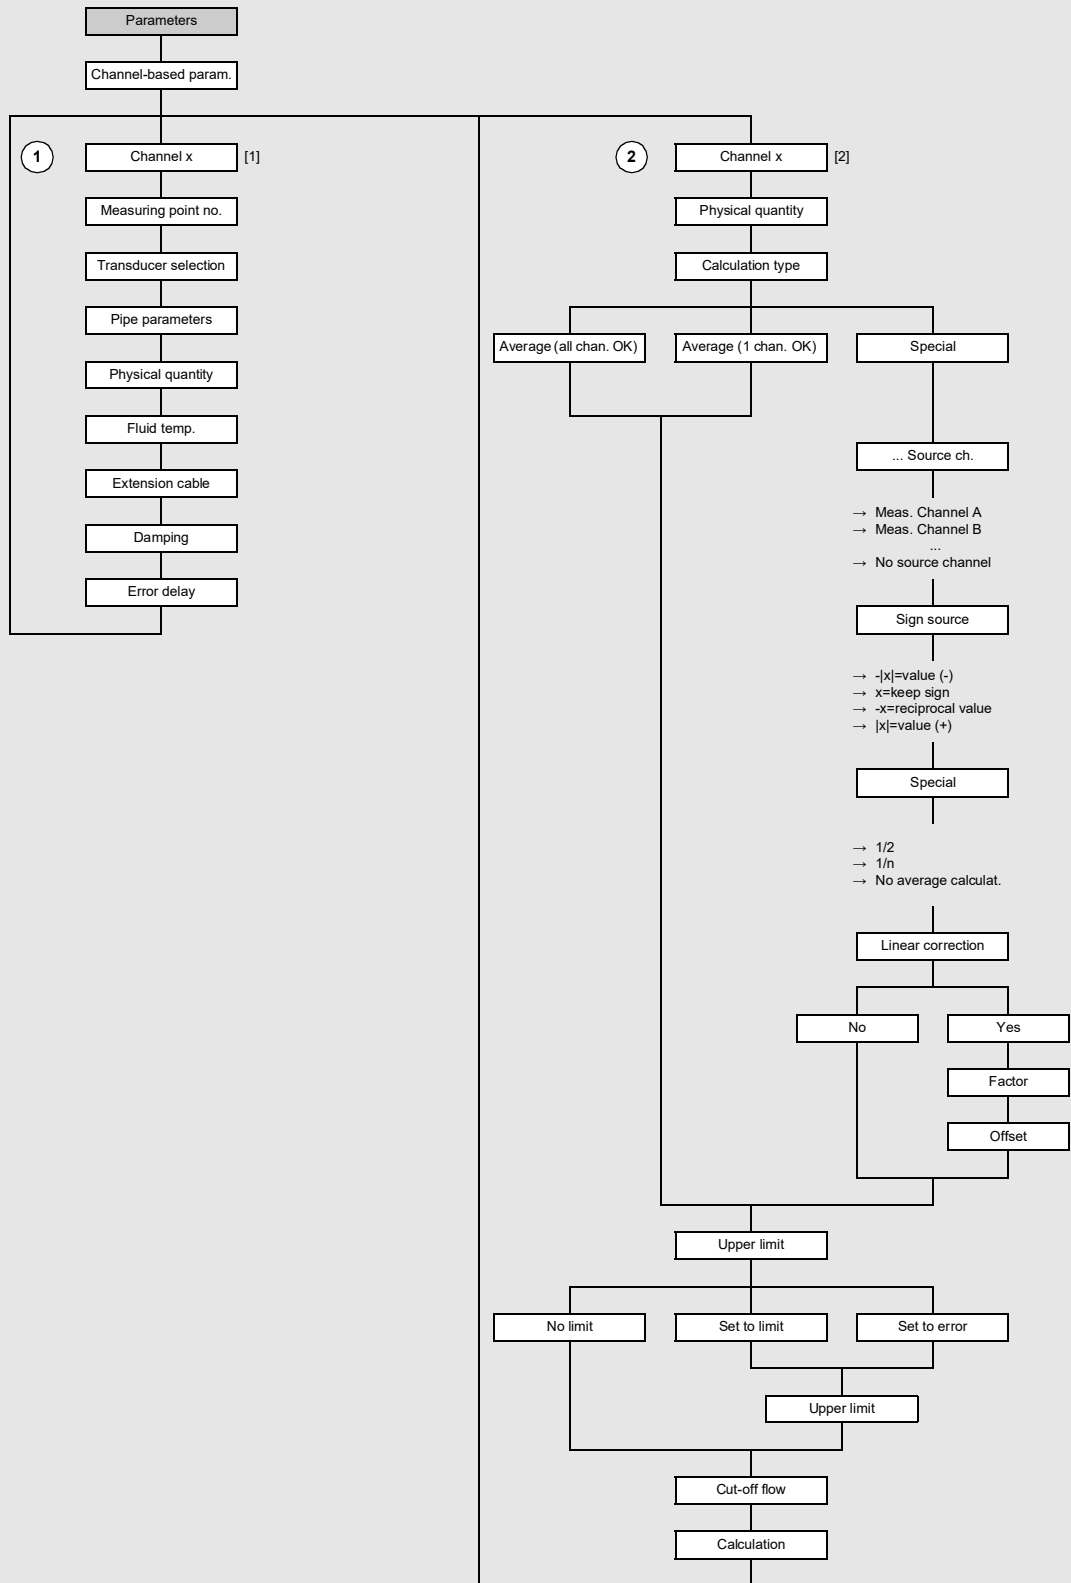 Parameters
Channel-based param.
1
Channel x
[1]
Measuring point no.
Transducer selection
Pipe parameters
Physical quantity
Fluid temp.
Extension cable
Damping
Error delay
2
Channel x
[2]
Physical quantity
Calculation type
Average (all chan. OK)
Average (1 chan. OK)
Special
... Source ch.
→ Meas. Channel A
→ Meas. Channel B
...
→ No source channel
Sign source
→ -|x|=value (-)
→ x=keep sign
→ -x=reciprocal value
→ |x|=value (+)
Special
→ 1/2
→ 1/n
→ No average calculat.
Linear correction
No
Yes
Factor
Offset
Upper limit
No limit
Set to limit
Set to error
Upper limit
Cut-off flow
Calculation